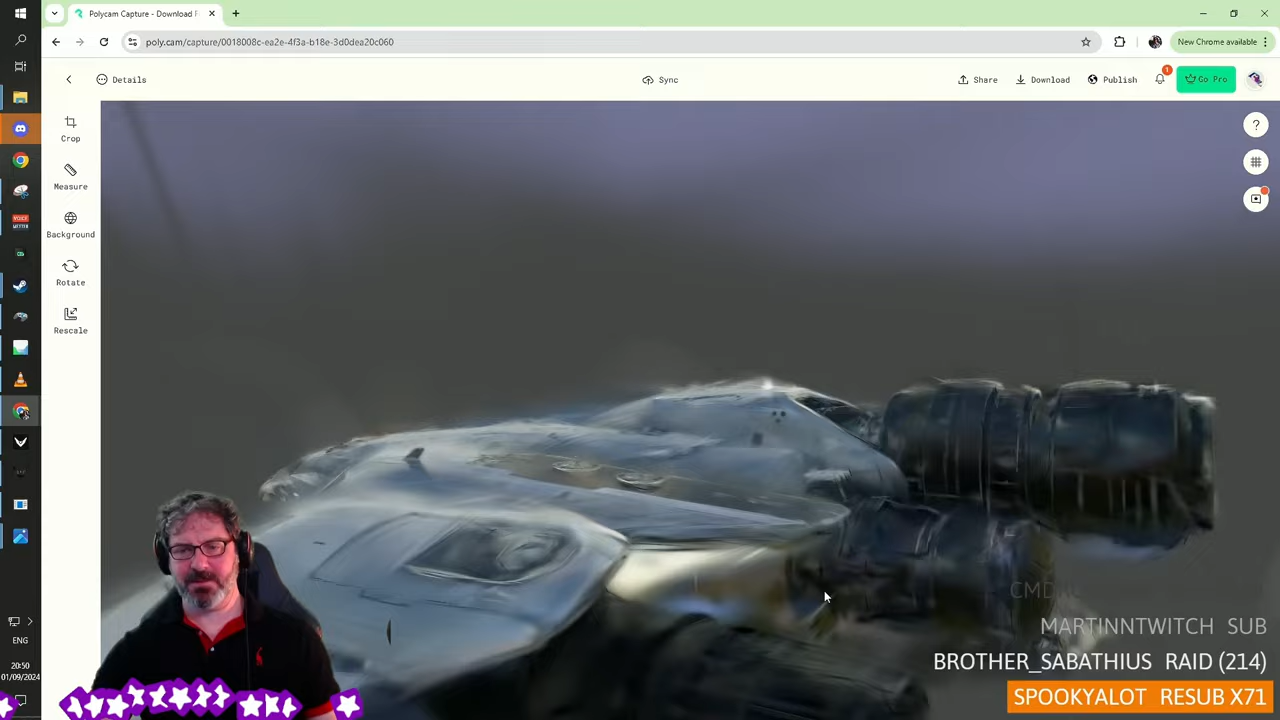 Polycam Capture - Download F
poly.cam/capture/0018008c-ea2e-4f3a-b18e-3d0dea20c060
New Chrome available
Details
Sync
Share
Download
Publish
1
Go Pro
?
Crop
Measure
Background
Rotate
Rescale
ENG
20:50
01/09/2024
MARTINNTWITCH SUB
BROTHER_SABATHIUS RAID (214)
SPOOKYALOT RESUB X71